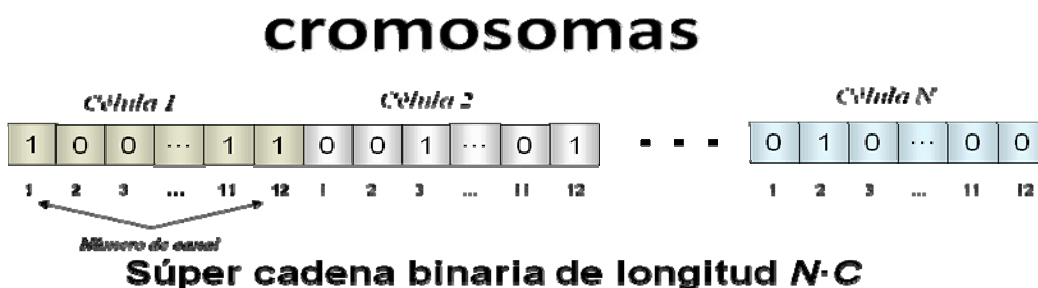 cromosomas
Célula 1 Célula 2 Célula N
1 0 0 ... 1 1 0 0 1 ... 0 1 - - - 0 1 0 ... 0 0
1 2 3 ... 11 12 1 2 3 ... 11 12 1 2 3 ... 11 12
Número de canal
Súper cadena binaria de longitud N·C